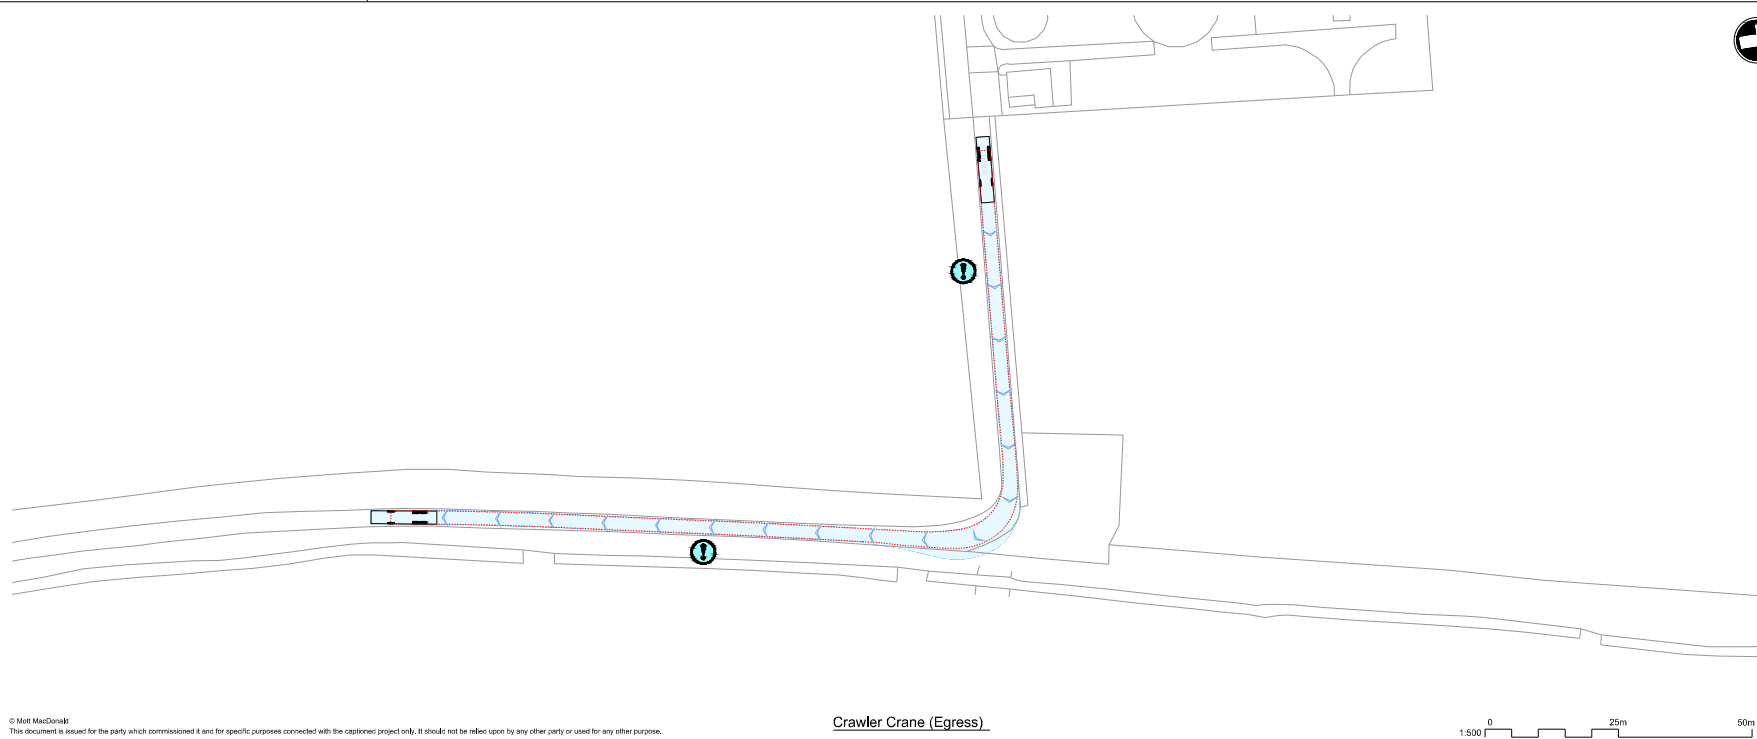 © Mott MacDonald
This document is issued for the party which commissioned it and for specific purposes connected with the captioned project only. It should not be relied upon by any other party or used for any other purpose.
Crawler Crane (Egress)
0 25m 50m
1:500